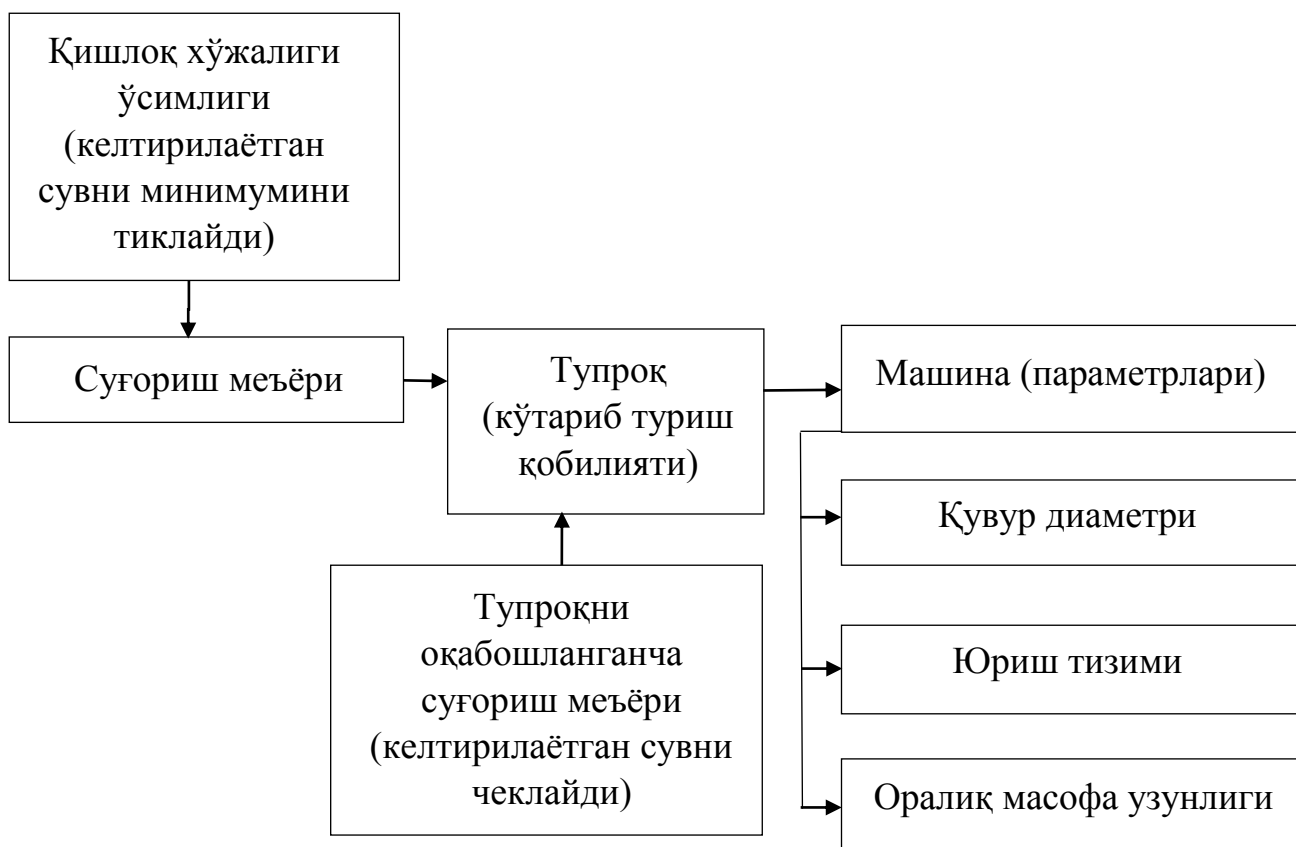 Қишлоқ хўжалиги
ўсимлиги
(келтирилаётган
сувни минимумини
тиклайди)
Суғориш меъёри
Тупроқ
(кўтариб туриш
қобилияти)
Тупроқни
оқабошланганча
суғориш меъёри
(келтирилаётган сувни
чеклайди)
Машина (параметрлари)
Қувур диаметри
Юриш тизими
Оралиқ масофа узунлиги